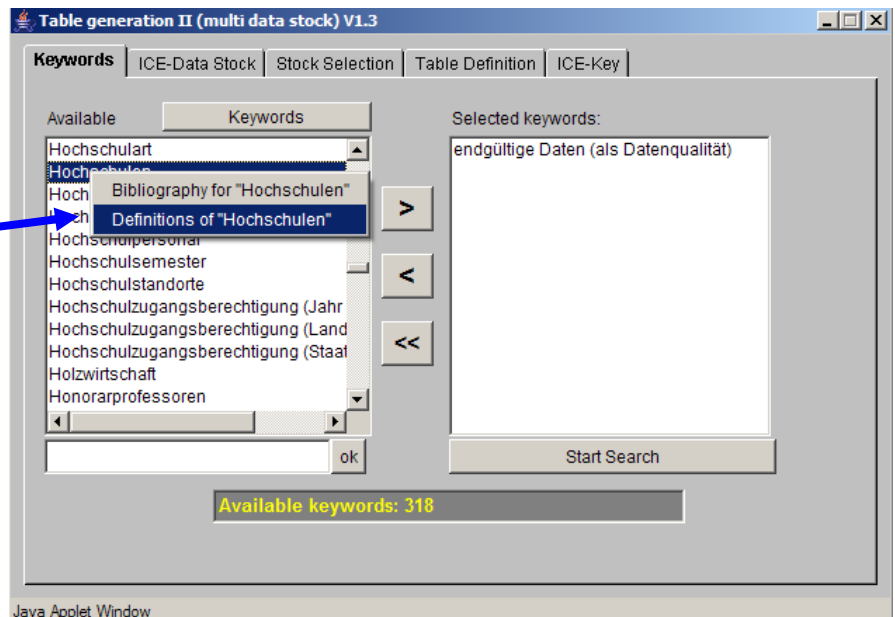 Table generation II (multi data stock) V1.3
Keywords ICE-Data Stock Stock Selection Table Definition ICE-Key
Available Keywords
Hochschulart
Hochschulen
Bibliography for "Hochschulen"
Definitions of "Hochschulen"
Hochschulpersonal
Hochschulsemester
Hochschulstandorte
Hochschulzugangsberechtigung (Jahr
Hochschulzugangsberechtigung (Land
Hochschulzugangsberechtigung (Staat
Holzwirtschaft
Honorarprofessoren
ok
>
<
<<
Selected keywords:
endgültige Daten (als Datenqualität)
Start Search
Available keywords: 318
Java Applet Window